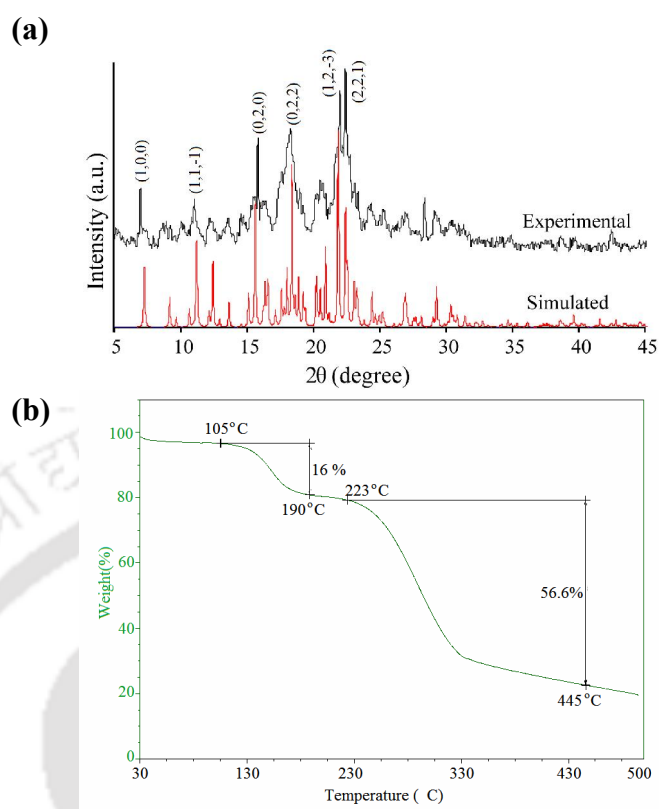 (a)
(1,0,0)
(1,1,-1)
(0,2,0)
(0,2,2)
(1,2,-3)
(2,2,1)
Intensity (a.u.)
Experimental
Simulated
5 10 15 20 25 30 35 40 45
2θ (degree)
(b)
100
80
60
40
20
0
Weight(%)
105°C
16 %
190°C
223°C
56.6%
445°C
30 130 230 330 430 500
Temperature ( C)